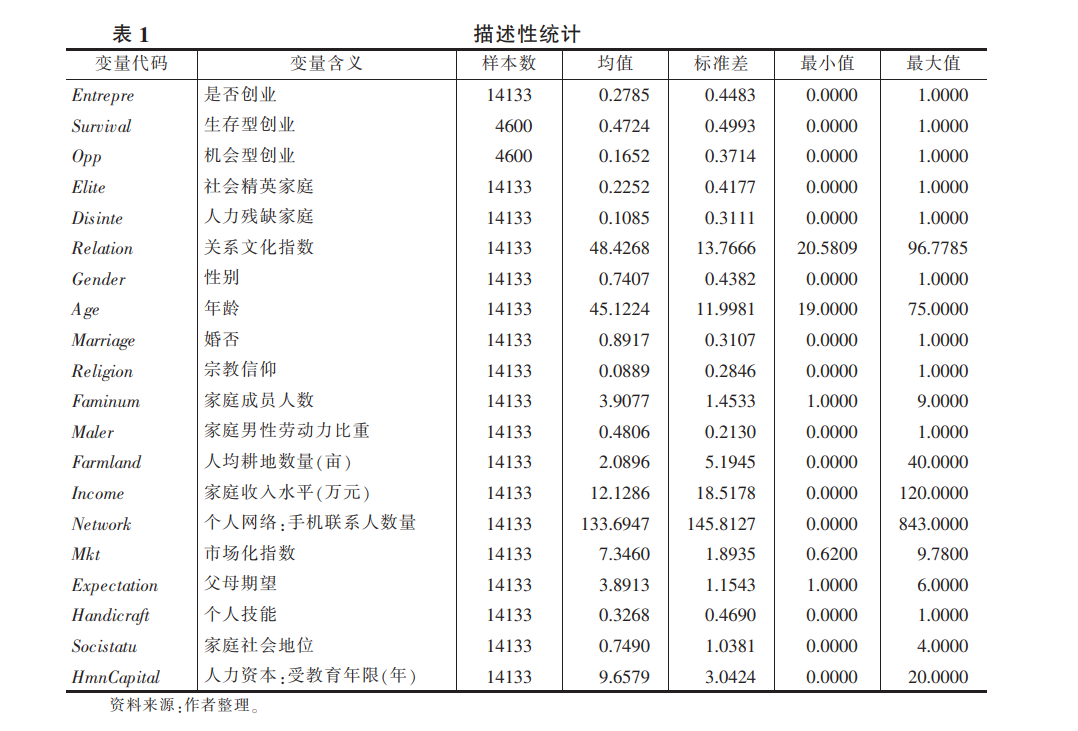 表 1 描述性统计
变量代码 变量含义 样本数 均值 标准差 最小值 最大值
Entrepre 是否创业 14133 0.2785 0.4483 0.0000 1.0000
Survival 生存型创业 4600 0.4724 0.4993 0.0000 1.0000
Opp 机会型创业 4600 0.1652 0.3714 0.0000 1.0000
Elite 社会精英家庭 14133 0.2252 0.4177 0.0000 1.0000
Disinte 人力残缺家庭 14133 0.1085 0.3111 0.0000 1.0000
Relation 关系文化指数 14133 48.4268 13.7666 20.5809 96.7785
Gender 性别 14133 0.7407 0.4382 0.0000 1.0000
Age 年龄 14133 45.1224 11.9981 19.0000 75.0000
Marriage 婚否 14133 0.8917 0.3107 0.0000 1.0000
Religion 宗教信仰 14133 0.0889 0.2846 0.0000 1.0000
Faminum 家庭成员人数 14133 3.9077 1.4533 1.0000 9.0000
Maler 家庭男性劳动力比重 14133 0.4806 0.2130 0.0000 1.0000
Farmland 人均耕地数量(亩) 14133 2.0896 5.1945 0.0000 40.0000
Income 家庭收入水平(万元) 14133 12.1286 18.5178 0.0000 120.0000
Network 个人网络:手机联系人数量 14133 133.6947 145.8127 0.0000 843.0000
Mkt 市场化指数 14133 7.3460 1.8935 0.6200 9.7800
Expectation 父母期望 14133 3.8913 1.1543 1.0000 6.0000
Handicraft 个人技能 14133 0.3268 0.4690 0.0000 1.0000
Socistatu 家庭社会地位 14133 0.7490 1.0381 0.0000 4.0000
HmnCapital 人力资本:受教育年限(年) 14133 9.6579 3.0424 0.0000 20.0000
资料来源:作者整理。